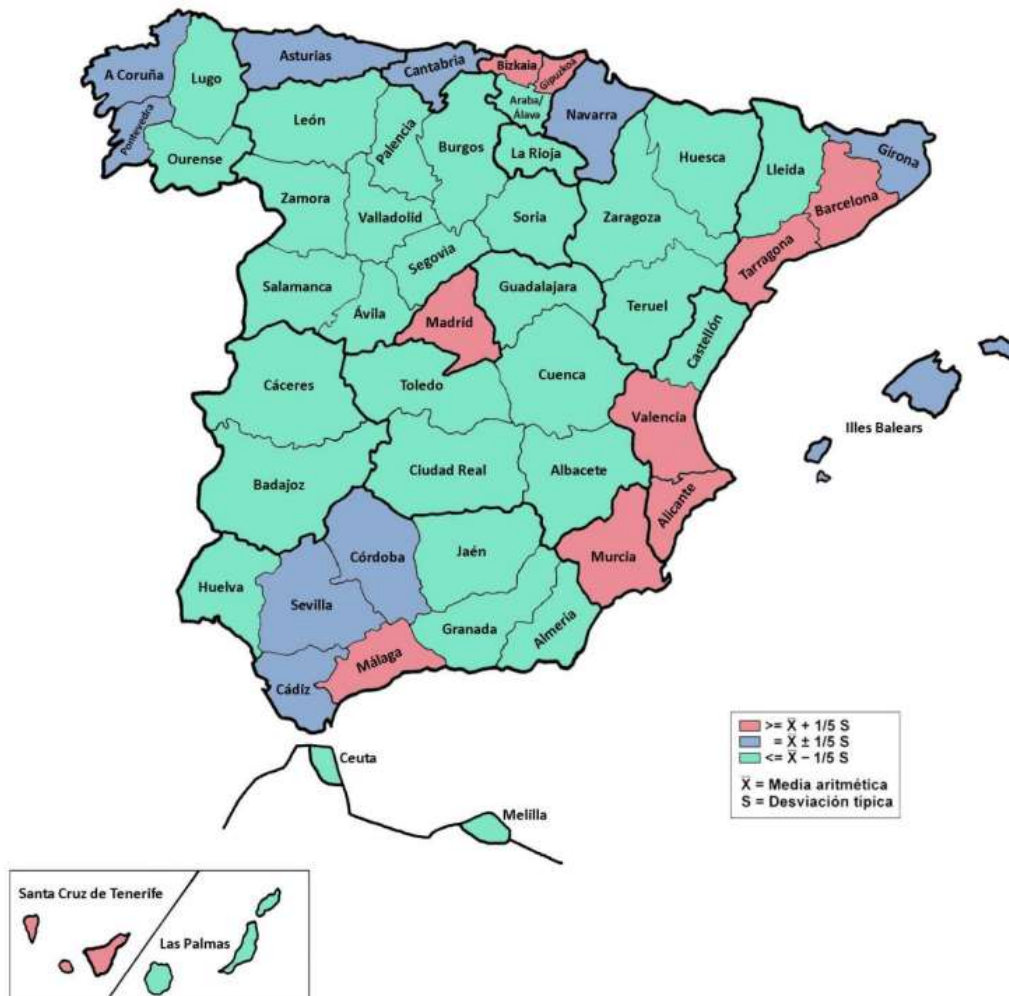 Asturias
Cantabria
Bizkaia
Gipuzkoa
A Coruña
Lugo
Araba/
Álava
Navarra
Pontevedra
León
Palencia
Burgos
La Rioja
Huesca
Lleida
Girona
Ourense
Zamora
Valladolid
Soria
Zaragoza
Barcelona
Segovia
Tarragona
Salamanca
Ávila
Guadalajara
Teruel
Madrid
Castellón
Cáceres
Toledo
Cuenca
Valencía
Illes Balears
Badajoz
Ciudad Real
Albacete
Alicante
Córdoba
Jaén
Murcia
Huelva
Sevilla
Granada
Almería
Málaga
Cádiz
>= X̄ + 1/5 S
= X̄ ± 1/5 S
<= X̄ – 1/5 S
X̄ = Media aritmética
S = Desviación típica
Ceuta
Melilla
Santa Cruz de Tenerife
Las Palmas